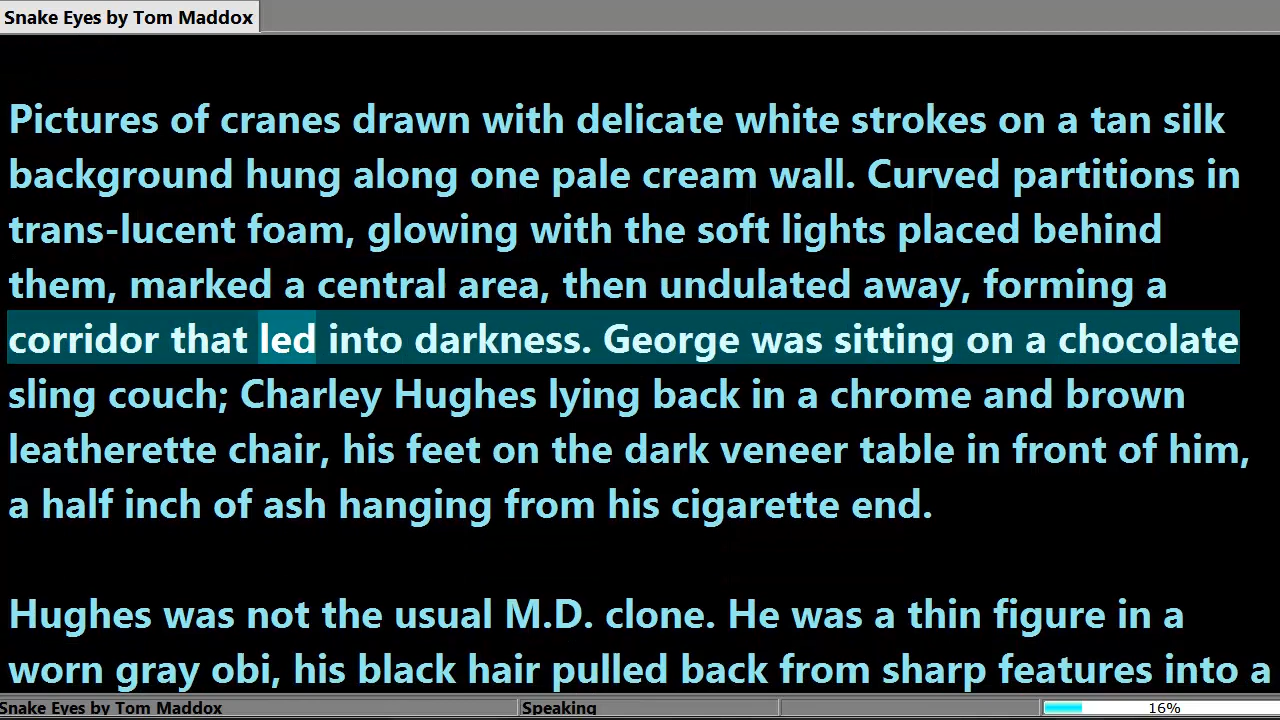 Snake Eyes by Tom Maddox
Pictures of cranes drawn with delicate white strokes on a tan silk
background hung along one pale cream wall. Curved partitions in
trans-lucent foam, glowing with the soft lights placed behind
them, marked a central area, then undulated away, forming a
corridor that led into darkness. George was sitting on a chocolate
sling couch; Charley Hughes lying back in a chrome and brown
leatherette chair, his feet on the dark veneer table in front of him,
a half inch of ash hanging from his cigarette end.
Hughes was not the usual M.D. clone. He was a thin figure in a
worn gray obi, his black hair pulled back from sharp features into a
Snake Eyes by Tom Maddox Speaking 16%